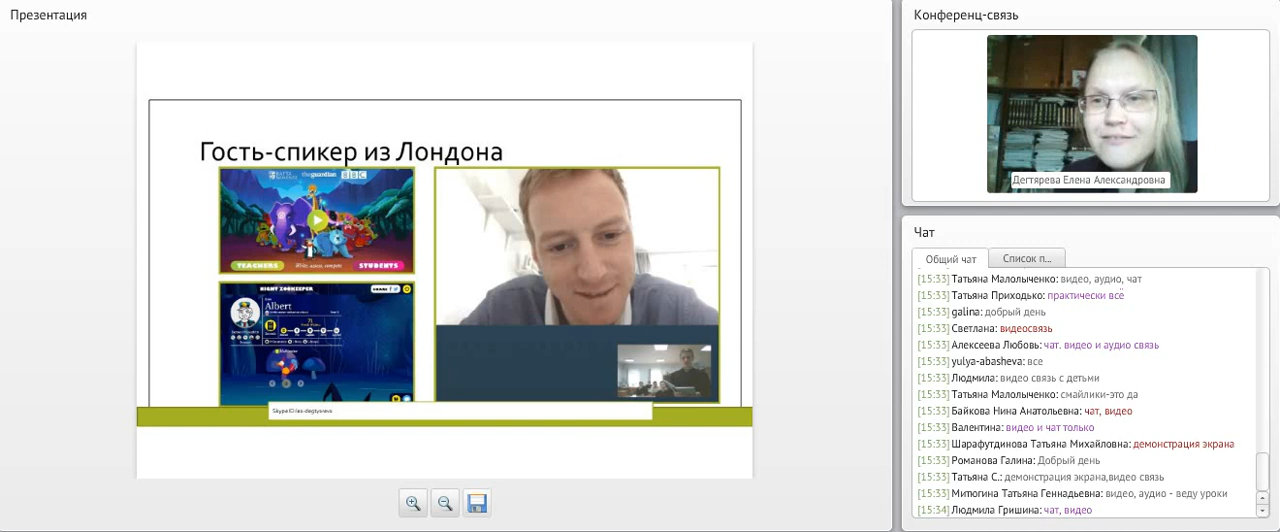 Презентация
Гость-спикер из Лондона
theguardian
BBC
TEACHERS
STUDENTS
NIGHT ZOOKEEPER
Albert
Конференц-связь
Дегтярева Елена Александровна
Чат
Общий чат
Список п...
[15:33] Татьяна Малолыченко: видео, аудио, чат
[15:33] Татьяна Приходько: практически всё
[15:33] galina: добрый день
[15:33] Светлана: видеосвязь
[15:33] Алексеева Любовь: чат. видео и аудио связь
[15:33] yulya-abasheva: все
[15:33] Людмила: видео связь с детьми
[15:33] Татьяна Малолыченко: смайлики-это да
[15:33] Байкова Нина Анатольевна: чат, видео
[15:33] Валентина: видео и чат только
[15:33] Шарафутдинова Татьяна Михайловна: демонстрация экрана
[15:33] Романова Галина: Добрый день
[15:33] Татьяна С.: демонстрация экрана,видео связь
[15:33] Митюгина Татьяна Геннадьевна: видео, аудио - веду уроки
[15:34] Людмила Гришина: чат, видео